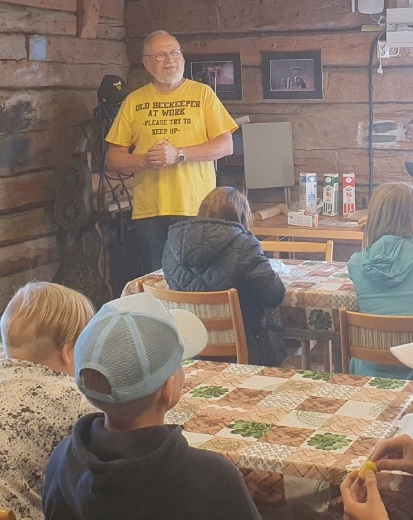 OLD BEEKEEPER
AT WORK
-PLEASE TRY TO
KEEP UP-